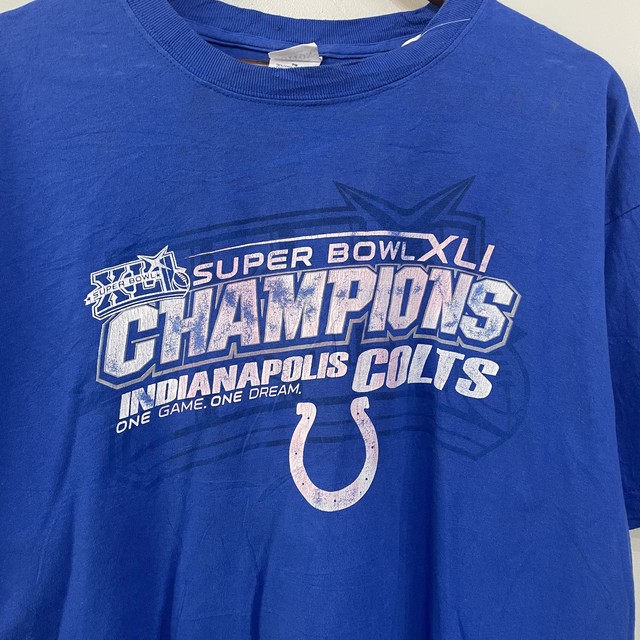 SUPER BOWL XLI
XLI
SUPER BOWL
CHAMPIONS
INDIANAPOLIS COLTS
ONE GAME. ONE DREAM.